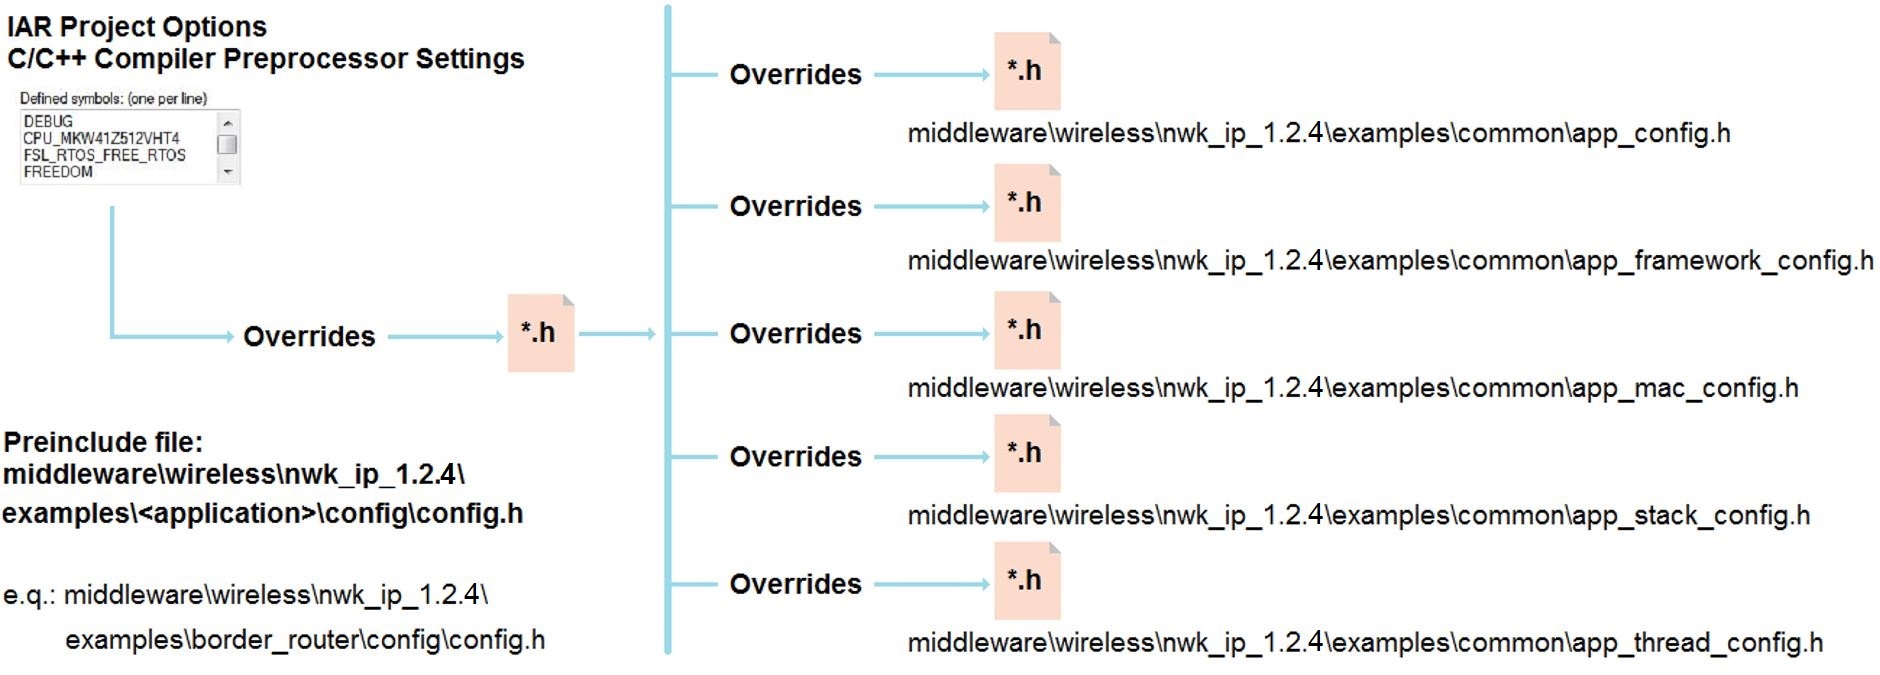 IAR Project Options
C/C++ Compiler Preprocessor Settings
Defined symbols: (one per line)
DEBUG
CPU_MKW41Z512VHT4
FSL_RTOS_FREE_RTOS
FREEDOM
Overrides
*.h
Preinclude file:
middleware\wireless\nwk_ip_1.2.4\
examples\<application>\config\config.h
e.q.: middleware\wireless\nwk_ip_1.2.4\
examples\border_router\config\config.h
Overrides
*.h
middleware\wireless\nwk_ip_1.2.4\examples\common\app_config.h
Overrides
*.h
middleware\wireless\nwk_ip_1.2.4\examples\common\app_framework_config.h
Overrides
*.h
middleware\wireless\nwk_ip_1.2.4\examples\common\app_mac_config.h
Overrides
*.h
middleware\wireless\nwk_ip_1.2.4\examples\common\app_stack_config.h
Overrides
*.h
middleware\wireless\nwk_ip_1.2.4\examples\common\app_thread_config.h